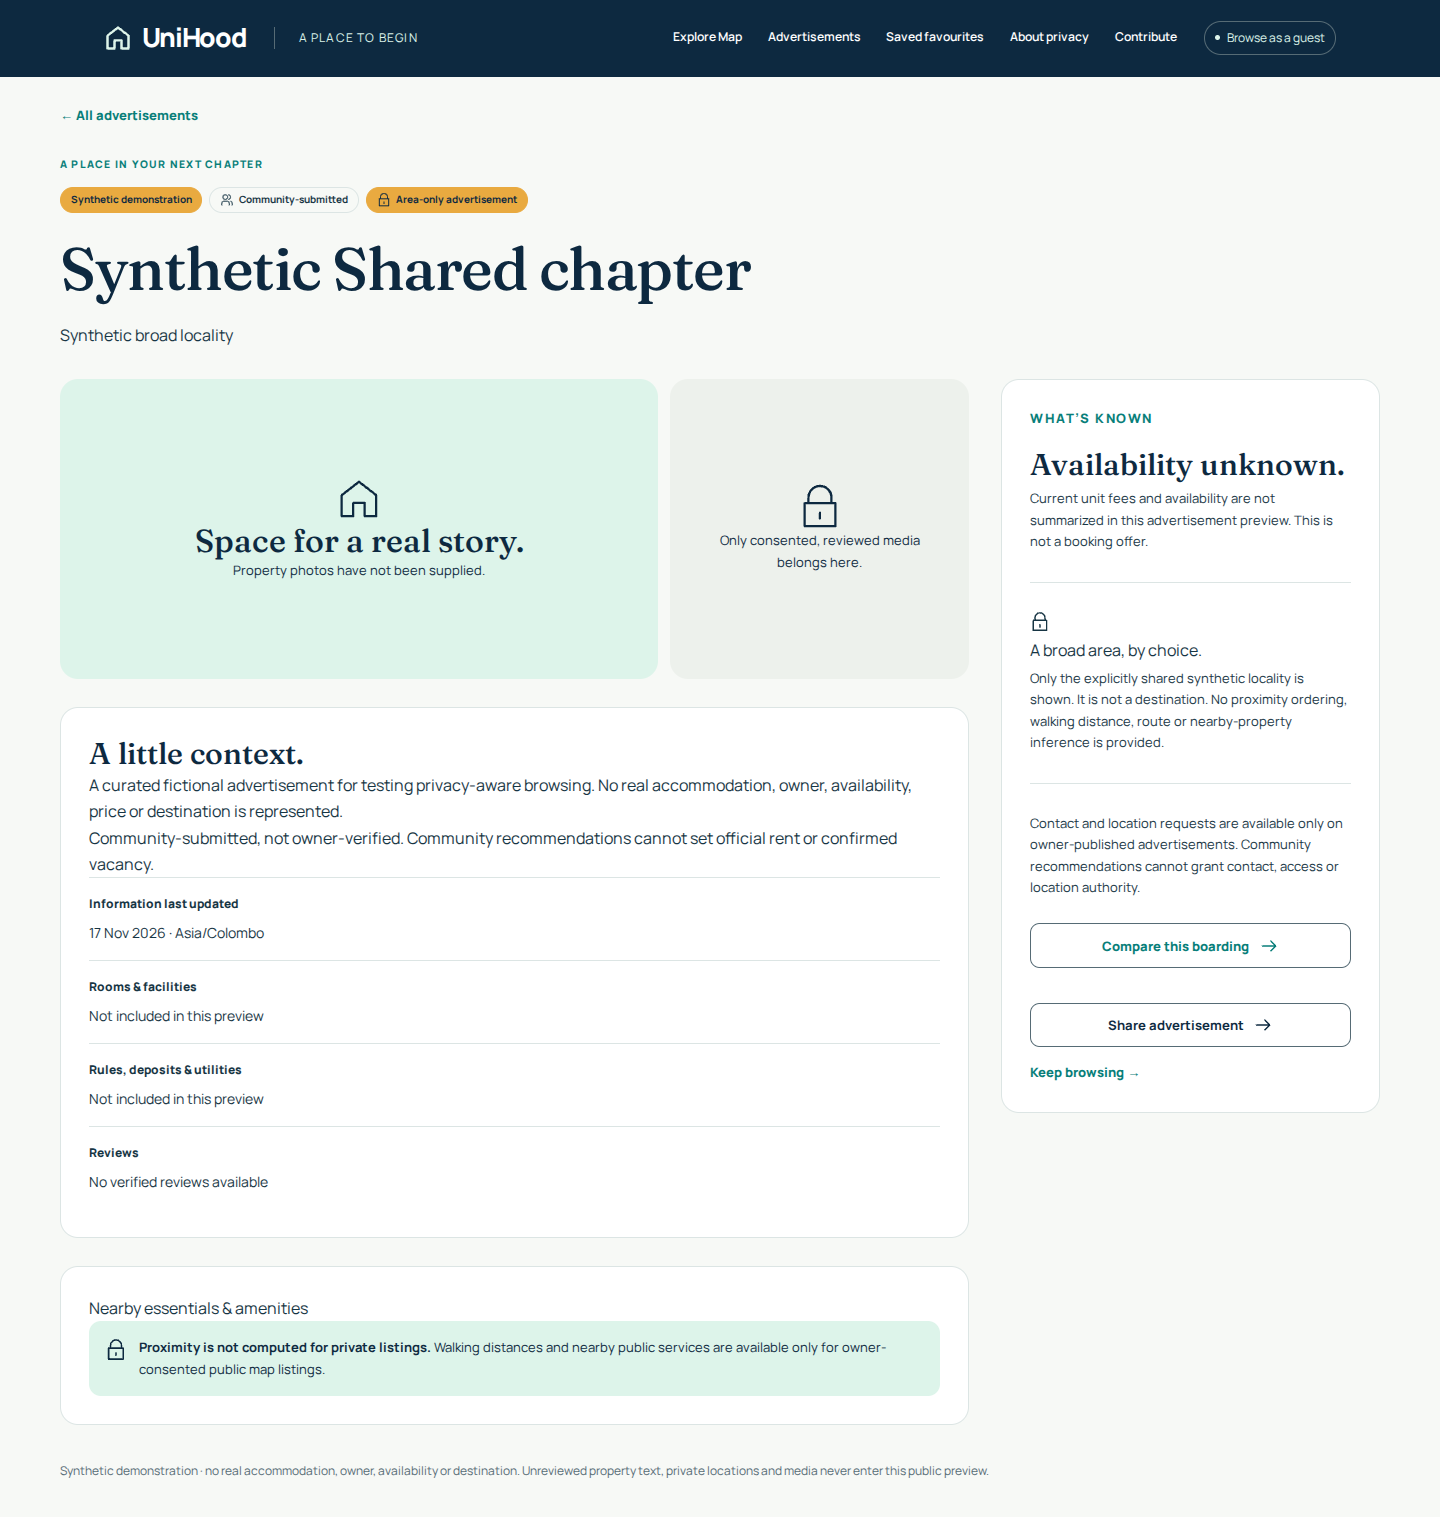 UniHood
A PLACE TO BEGIN
Explore Map
Advertisements
Saved favourites
About privacy
Contribute
Browse as a guest
← All advertisements
A PLACE IN YOUR NEXT CHAPTER
Synthetic demonstration
Community-submitted
Area-only advertisement
Synthetic Shared chapter
Synthetic broad locality
Space for a real story.
Property photos have not been supplied.
Only consented, reviewed media
belongs here.
A little context.
A curated fictional advertisement for testing privacy-aware browsing. No real accommodation, owner, availability,
price or destination is represented.
Community-submitted, not owner-verified. Community recommendations cannot set official rent or confirmed
vacancy.
Information last updated
17 Nov 2026 · Asia/Colombo
Rooms & facilities
Not included in this preview
Rules, deposits & utilities
Not included in this preview
Reviews
No verified reviews available
Nearby essentials & amenities
Proximity is not computed for private listings. Walking distances and nearby public services are available only for owner-
consented public map listings.
WHAT'S KNOWN
Availability unknown.
Current unit fees and availability are not
summarized in this advertisement preview. This is
not a booking offer.
A broad area, by choice.
Only the explicitly shared synthetic locality is
shown. It is not a destination. No proximity ordering,
walking distance, route or nearby-property
inference is provided.
Contact and location requests are available only on
owner-published advertisements. Community
recommendations cannot grant contact, access or
location authority.
Compare this boarding →
Share advertisement →
Keep browsing →
Synthetic demonstration · no real accommodation, owner, availability or destination. Unreviewed property text, private locations and media never enter this public preview.